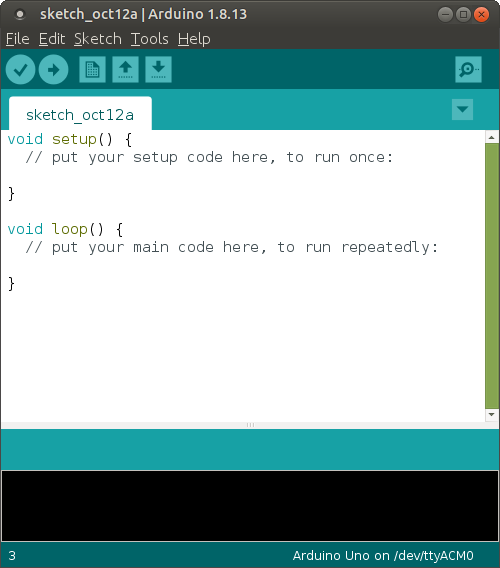 sketch_oct12a | Arduino 1.8.13
File Edit Sketch Tools Help
sketch_oct12a
void setup() {
  // put your setup code here, to run once:
}
void loop() {
  // put your main code here, to run repeatedly:
}
3 Arduino Uno on /dev/ttyACM0